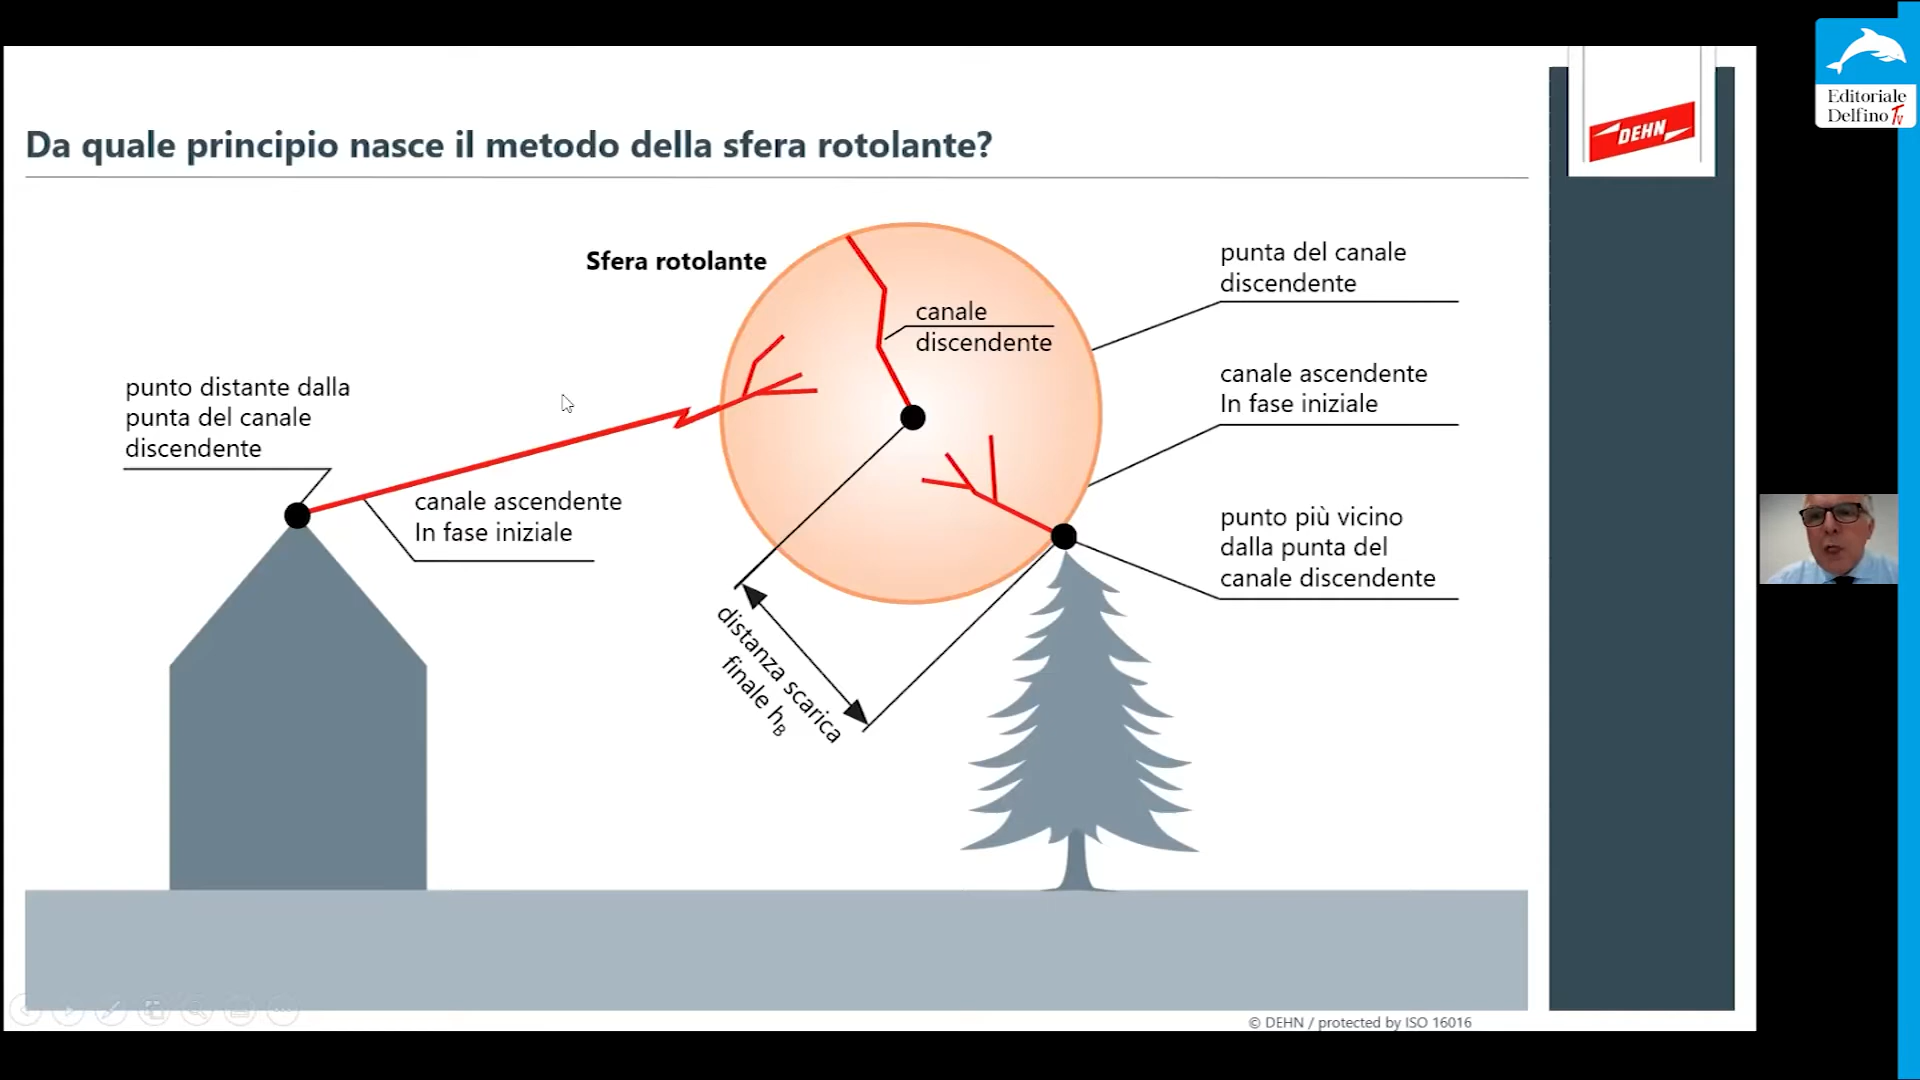 Da quale principio nasce il metodo della sfera rotolante?
DEHN
Editoriale
Delfino Tv
Sfera rotolante
canale
discendente
punta del canale
discendente
canale ascendente
In fase iniziale
punto distante dalla
punta del canale
discendente
canale ascendente
In fase iniziale
punto più vicino
dalla punta del
canale discendente
distanza scarica
finale hB
© DEHN / protected by ISO 16016